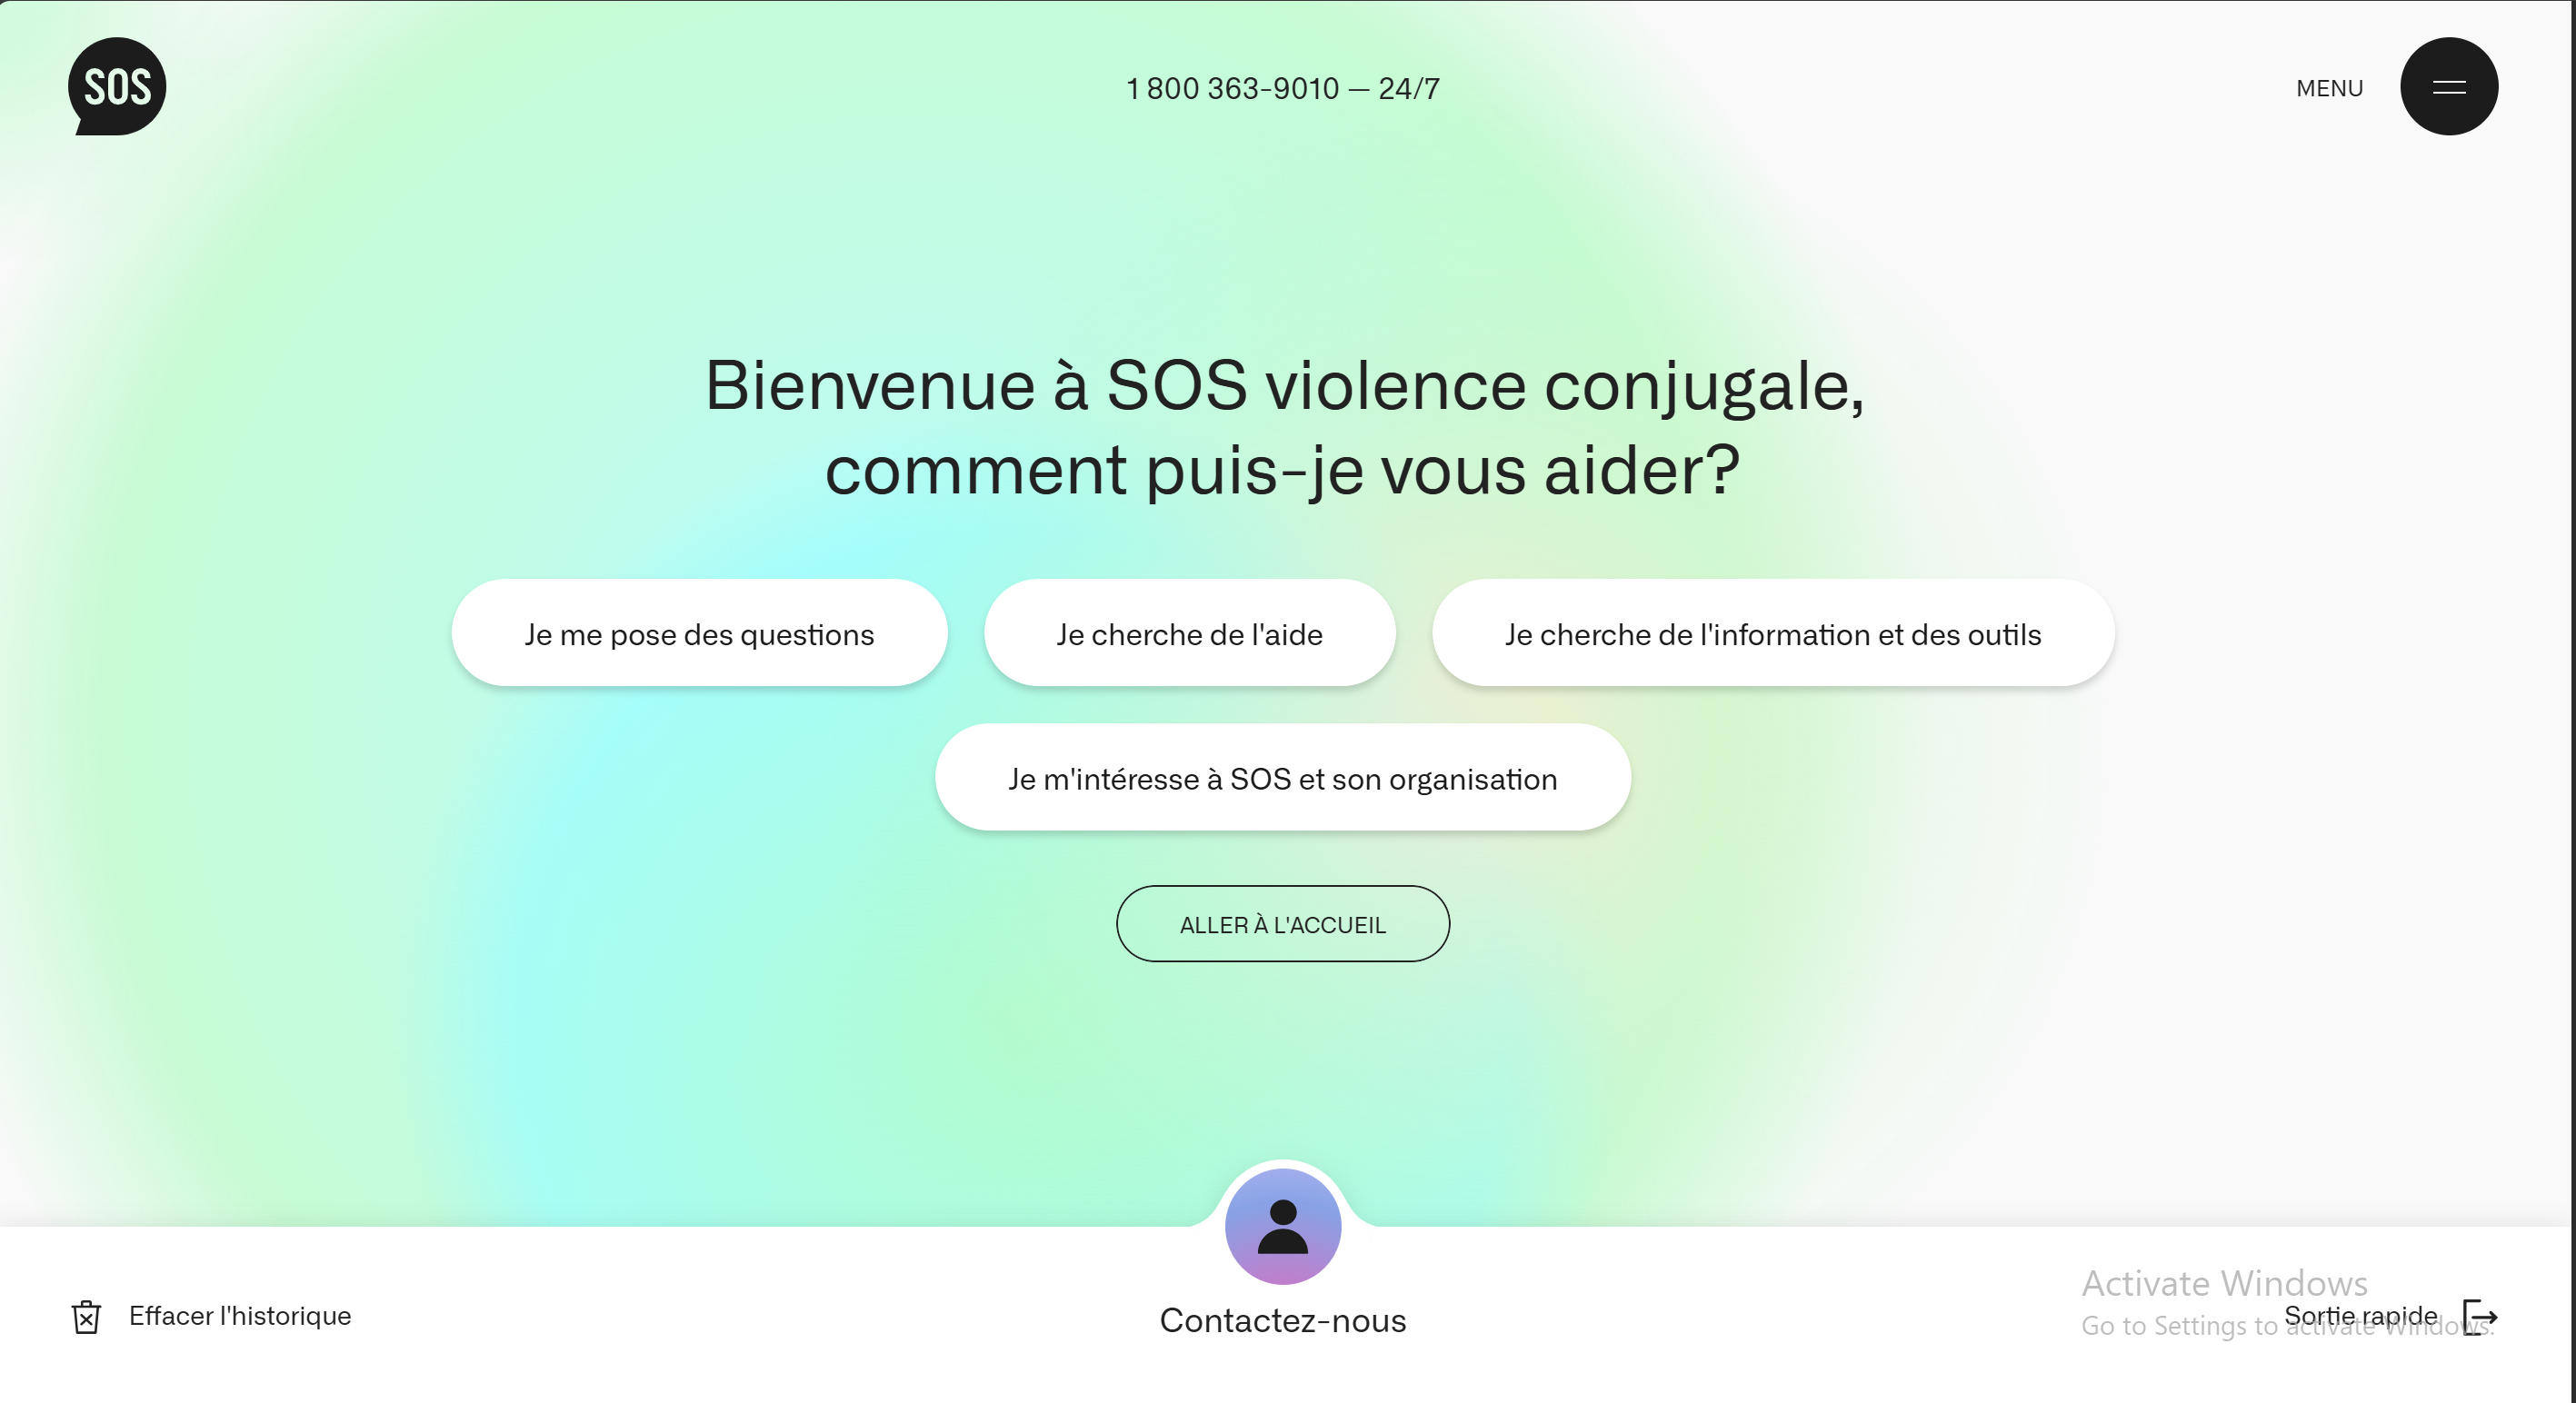 SOS
1 800 363-9010 — 24/7
MENU
Bienvenue à SOS violence conjugale,
comment puis-je vous aider?
Je me pose des questions
Je cherche de l'aide
Je cherche de l'information et des outils
Je m'intéresse à SOS et son organisation
ALLER À L'ACCUEIL
Effacer l'historique
Contactez-nous
Activate Windows
Sortie rapide
Go to Settings to activate Windows.